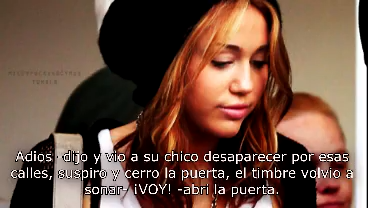 Adios -dijo y vio a su chico desaparecer por esas
calles, suspiro y cerro la puerta, el timbre volvio a
sonar- ¡VOY! -abri la puerta.